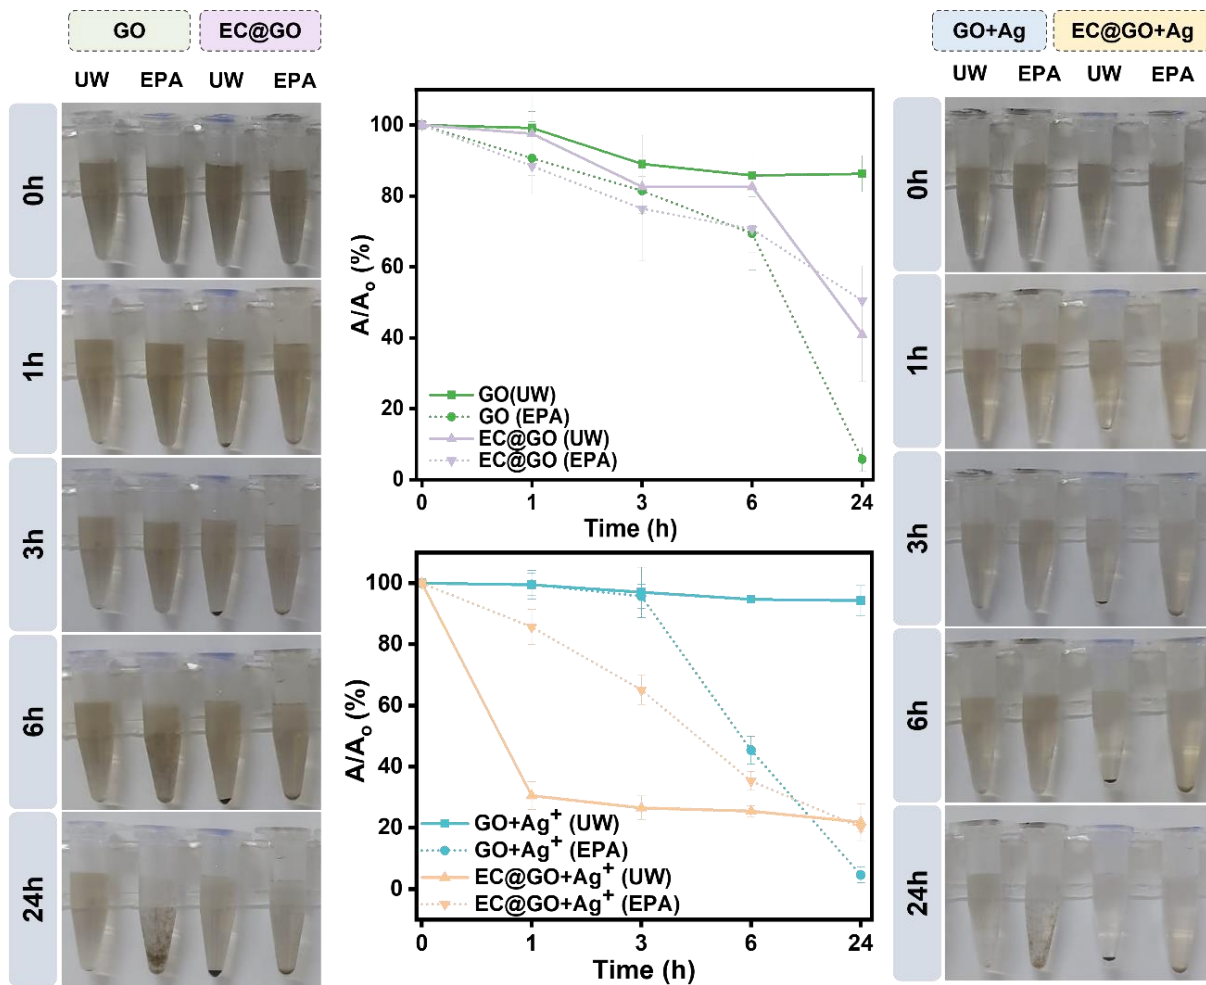 GO EC@GO
UW EPA UW EPA
0h
1h
3h
6h
24h
100
80
60
40
20
0
A/Ao (%)
GO(UW)
GO (EPA)
EC@GO (UW)
EC@GO (EPA)
0 1 3 6 24
Time (h)
100
80
60
40
20
0
A/Ao (%)
GO+Ag⁺ (UW)
GO+Ag⁺ (EPA)
EC@GO+Ag⁺ (UW)
EC@GO+Ag⁺ (EPA)
0 1 3 6 24
Time (h)
GO+Ag EC@GO+Ag
UW EPA UW EPA
0h
1h
3h
6h
24h